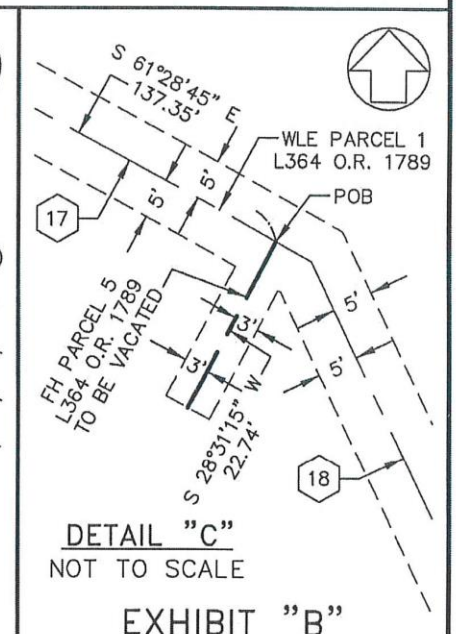 S 61°28'45" E
137.35'
WLE PARCEL 1
L364 O.R. 1789
POB
5'
5'
17
FH PARCEL 5
L364 O.R. 1789
TO BE VACATED
3'
3'
S 28°31'15" W
22.74'
5'
5'
18
DETAIL "C"
NOT TO SCALE
EXHIBIT "B"